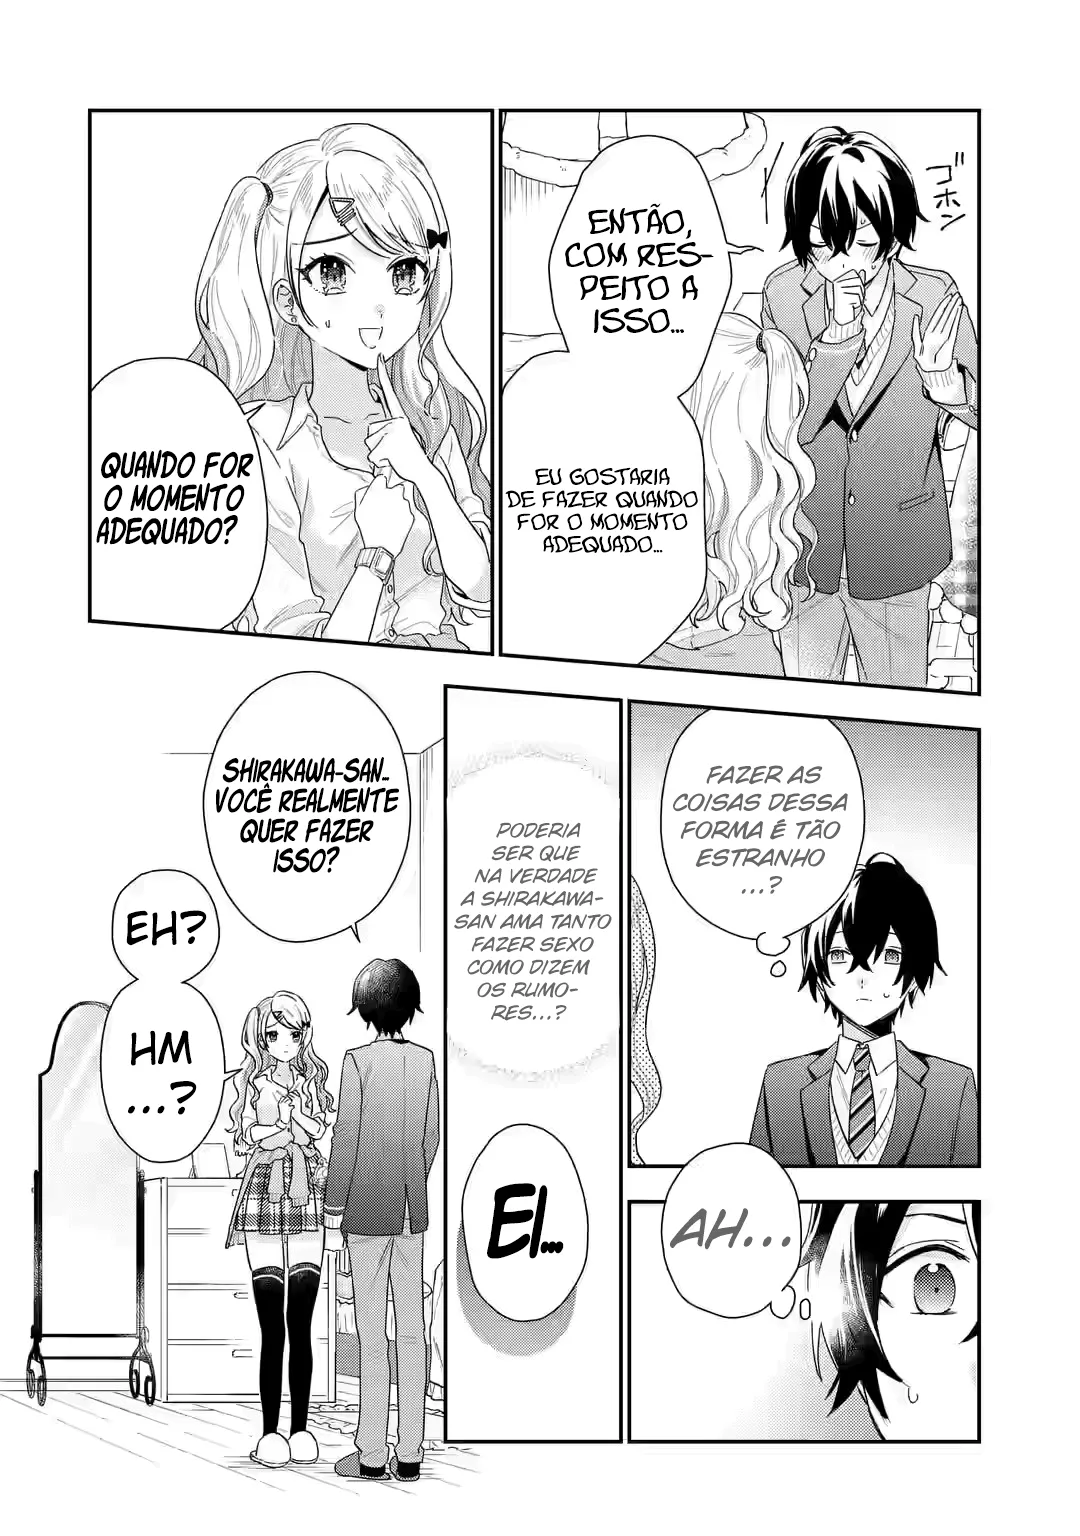 ゴホン
ENTÃO,
COM RES-
PEITO A
ISSO...
EU GOSTARIA
DE FAZER QUANDO
FOR O MOMENTO
ADEQUADO...
QUANDO FOR
O MOMENTO
ADEQUADO?
FAZER AS
COISAS DESSA
FORMA É TÃO
ESTRANHO
...?
AH...
PODERIA
SER QUE
NA VERDADE
A SHIRAKAWA-
SAN AMA TANTO
FAZER SEXO
COMO DIZEM
OS RUMO-
RES...?
EI...
SHIRAKAWA-SAN...
VOCÊ REALMENTE
QUER FAZER
ISSO?
EH?
HM
...?